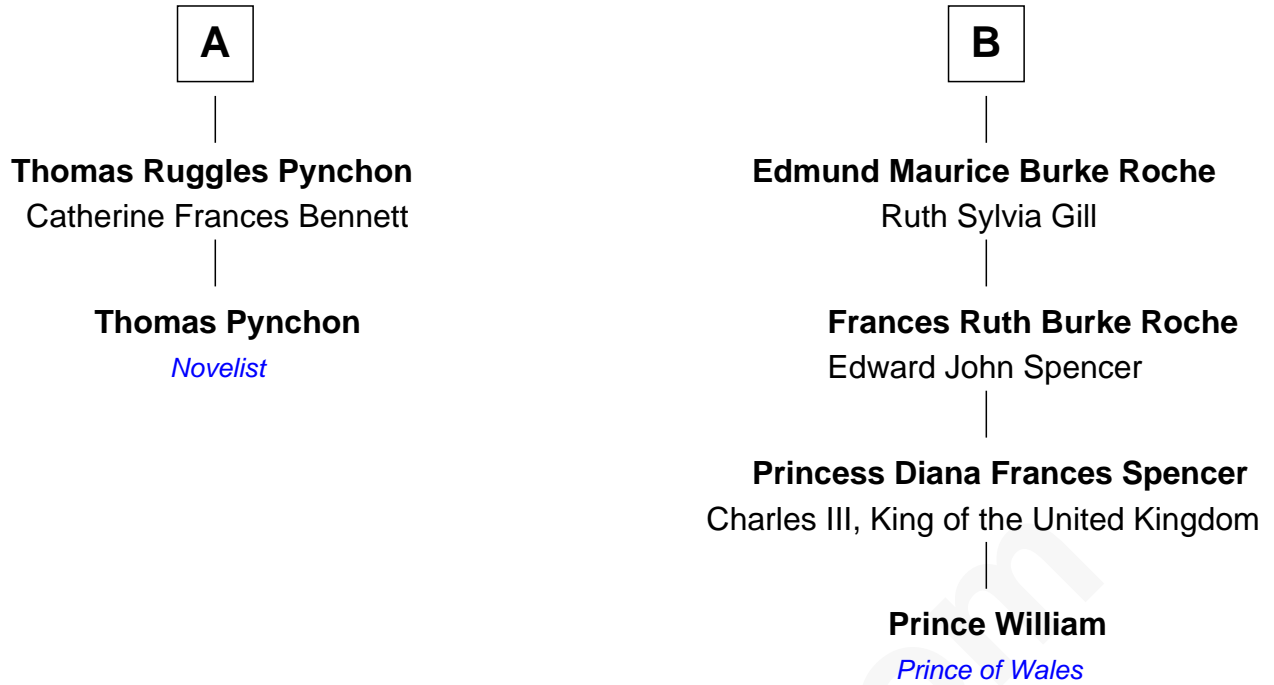 A
Thomas Ruggles Pynchon
Catherine Frances Bennett
Thomas Pynchon
Novelist
B
Edmund Maurice Burke Roche
Ruth Sylvia Gill
Frances Ruth Burke Roche
Edward John Spencer
Princess Diana Frances Spencer
Charles III, King of the United Kingdom
Prince William
Prince of Wales